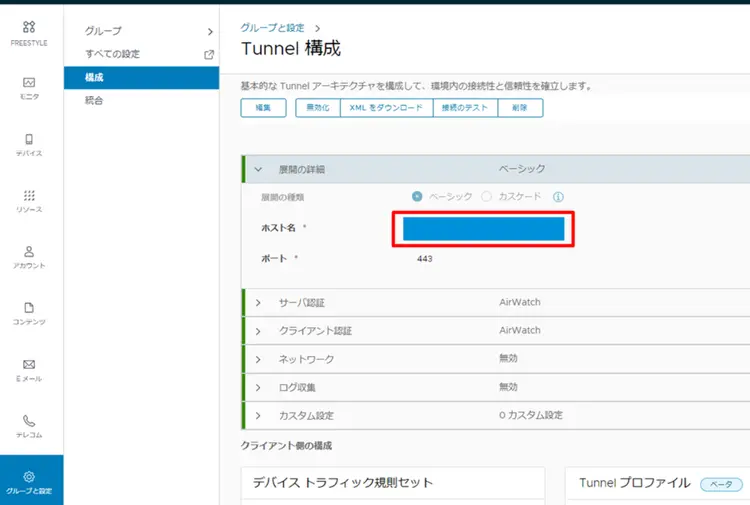 FREESTYLE
モニタ
デバイス
リソース
アカウント
コンテンツ
Eメール
テレコム
グループと設定
グループ
すべての設定
構成
統合
グループと設定
Tunnel 構成
基本的な Tunnel アーキテクチャを構成して、環境内の接続性と信頼性を確立します。
編集 無効化 XML をダウンロード 接続のテスト 削除
展開の詳細 ベーシック
展開の種類 ベーシック カスケード
ホスト名 *
ポート * 443
サーバ認証 AirWatch
クライアント認証 AirWatch
ネットワーク 無効
ログ収集 無効
カスタム設定 0 カスタム設定
クライアント側の構成
デバイス トラフィック規則セット
Tunnel プロファイル ベータ